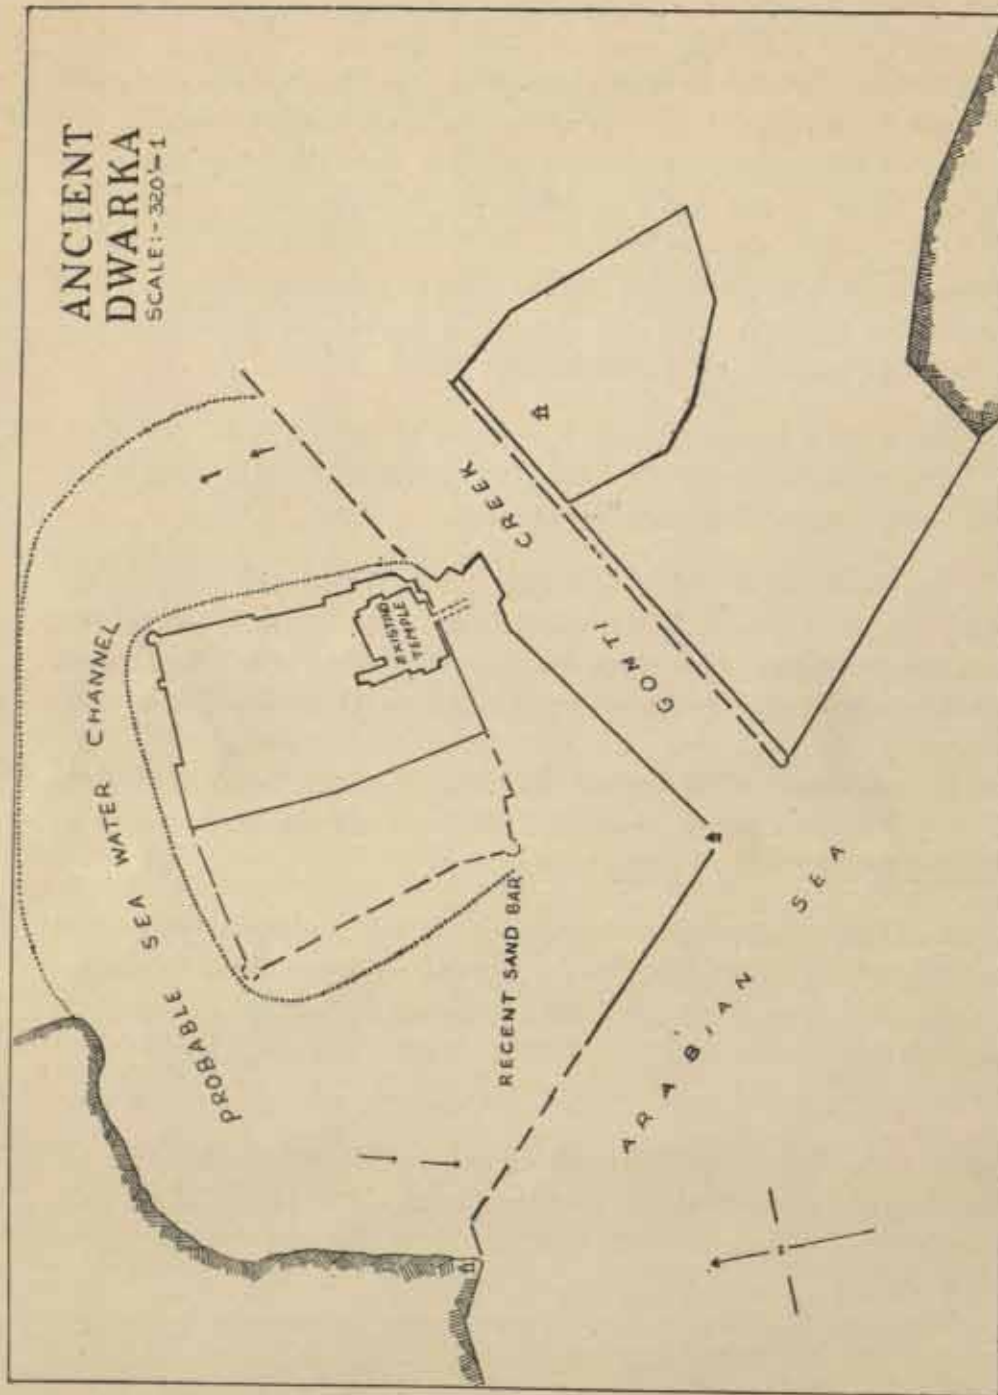 ANCIENT
DWARKA
SCALE:- 320'=1
PROBABLE SEA WATER CHANNEL
EXISTING
TEMPLE
GOMTI CREEK
RECENT SAND BAR
ARABIAN SEA